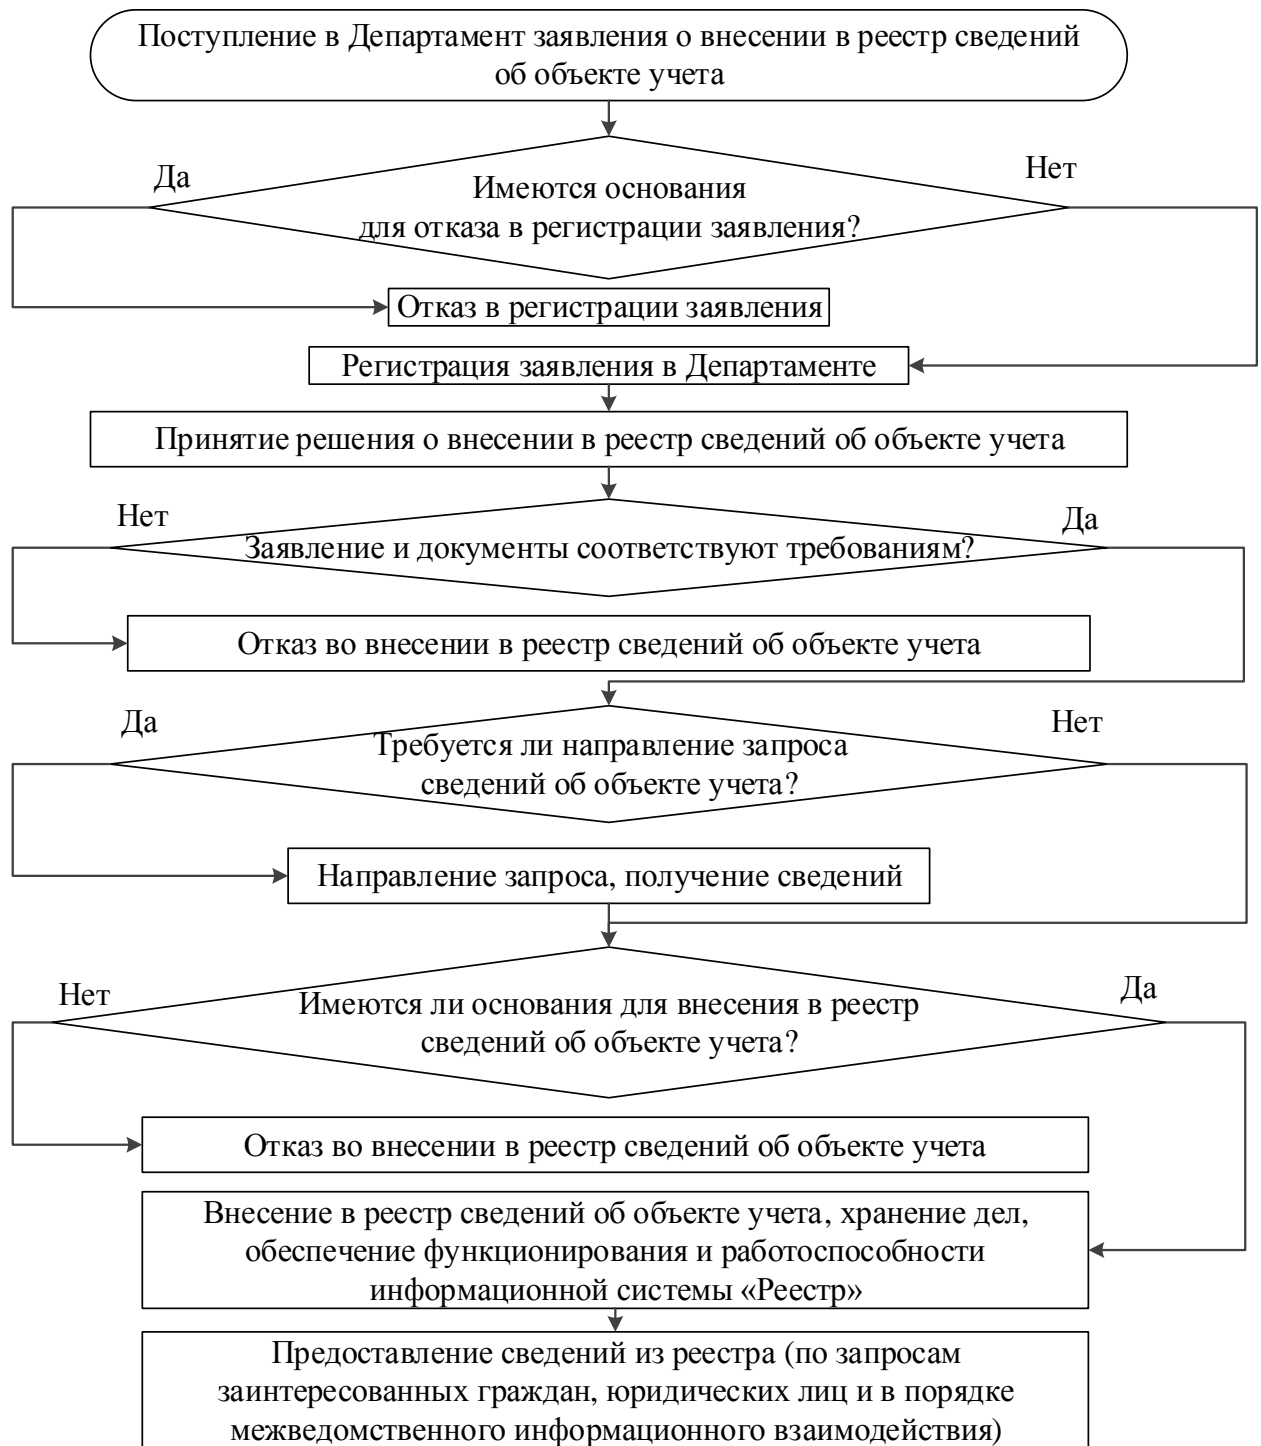 Поступление в Департамент заявления о внесении в реестр сведений
об объекте учета
Да
Нет
Имеются основания
для отказа в регистрации заявления?
Отказ в регистрации заявления
Регистрация заявления в Департаменте
Принятие решения о внесении в реестр сведений об объекте учета
Нет
Да
Заявление и документы соответствуют требованиям?
Отказ во внесении в реестр сведений об объекте учета
Да
Нет
Требуется ли направление запроса
сведений об объекте учета?
Направление запроса, получение сведений
Нет
Да
Имеются ли основания для внесения в реестр
сведений об объекте учета?
Отказ во внесении в реестр сведений об объекте учета
Внесение в реестр сведений об объекте учета, хранение дел,
обеспечение функционирования и работоспособности
информационной системы «Реестр»
Предоставление сведений из реестра (по запросам
заинтересованных граждан, юридических лиц и в порядке
межведомственного информационного взаимодействия)